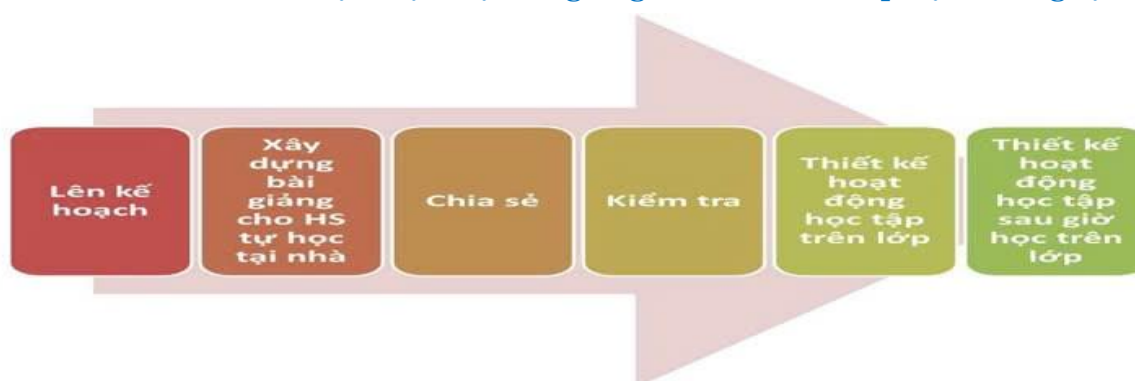 Lên kế
hoạch
Xây
dựng
bài
giảng
cho HS
tự học
tại nhà
Chia sẻ
Kiểm tra
Thiết kế
hoạt
động
học tập
trên lớp
Thiết kế
hoạt
động
học tập
sau giờ
học trên
lớp